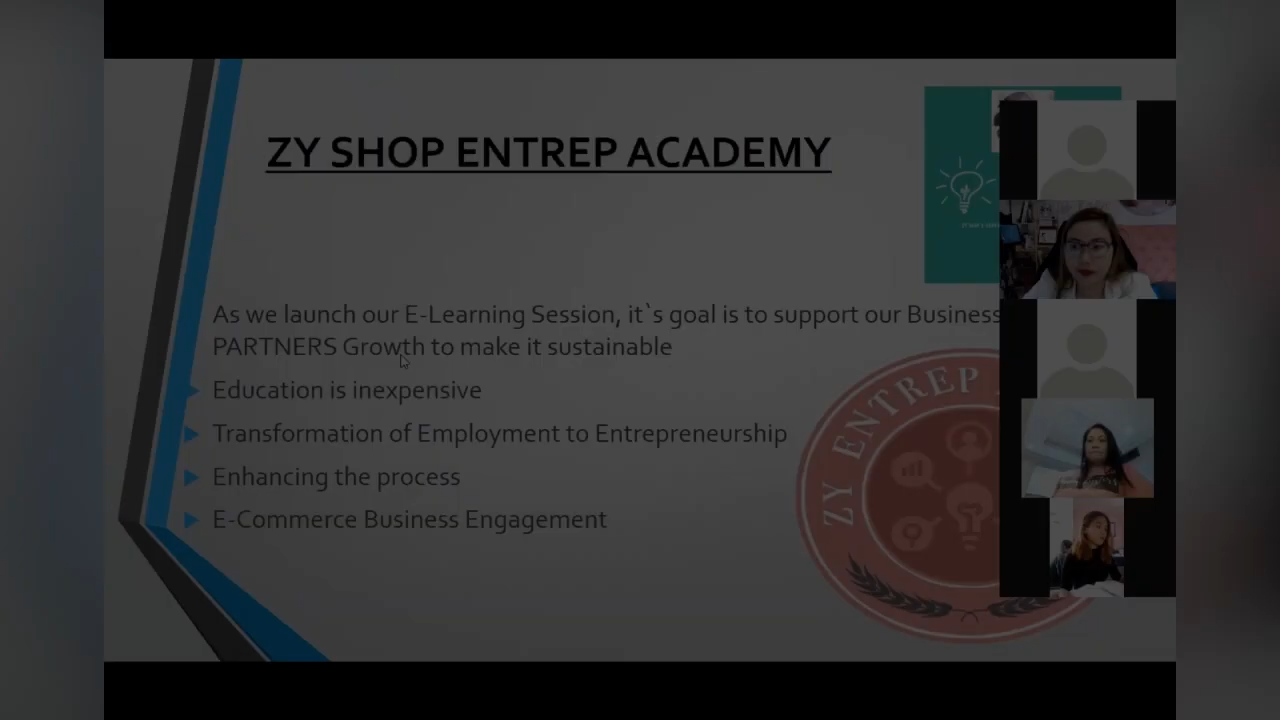 ZY SHOP ENTREP ACADEMY
As we launch our E-Learning Session, it`s goal is to support our Business
PARTNERS Growth to make it sustainable
Education is inexpensive
Transformation of Employment to Entrepreneurship
Enhancing the process
E-Commerce Business Engagement
ZY ENTREP